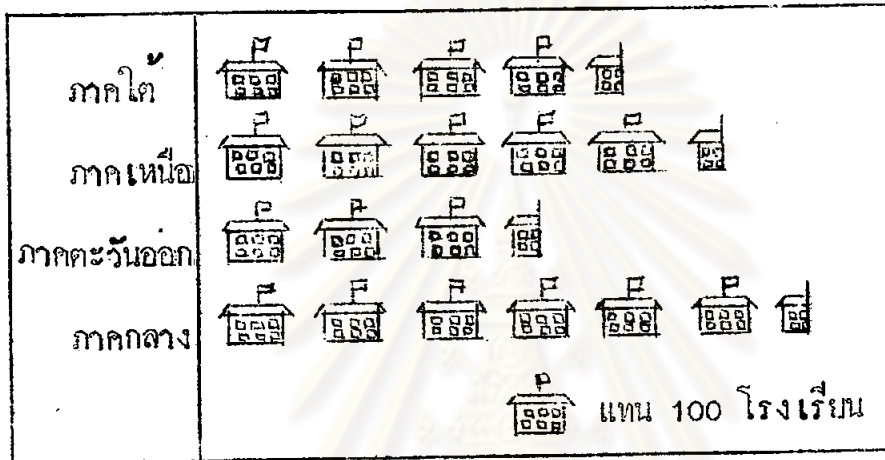 ภาคใต้
ภาคเหนือ
ภาคตะวันออก
ภาคกลาง
แทน 100 โรงเรียน